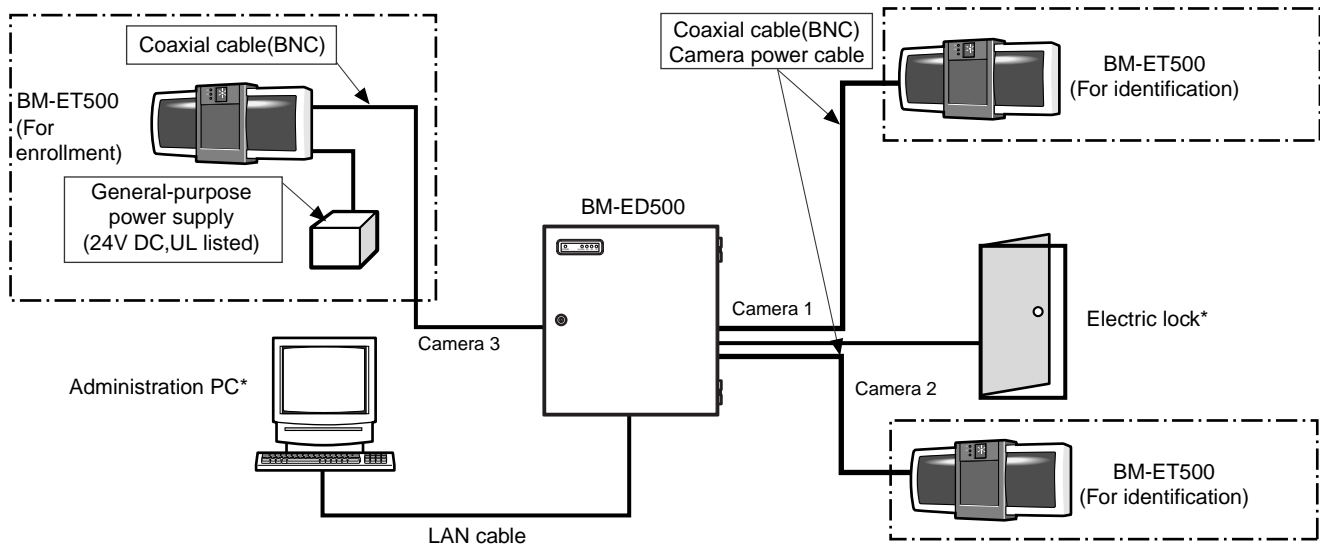 Coaxial cable(BNC)
BM-ET500
(For
enrollment)
General-purpose
power supply
(24V DC,UL listed)
Coaxial cable(BNC)
Camera power cable
BM-ET500
(For identification)
BM-ED500
Camera 1
Camera 3
Electric lock*
Administration PC*
Camera 2
BM-ET500
(For identification)
LAN cable